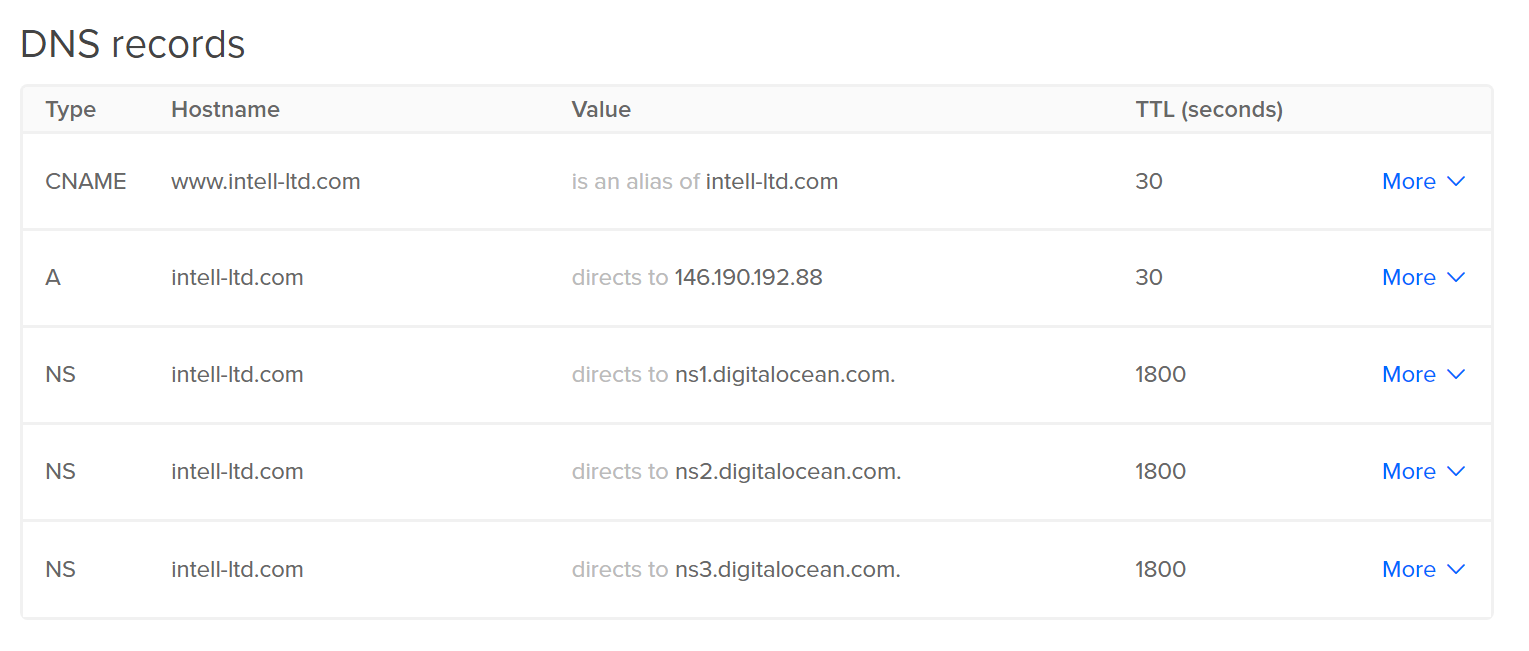 DNS records
Type Hostname Value TTL (seconds)
CNAME www.intell-ltd.com is an alias of intell-ltd.com 30 More
A intell-ltd.com directs to 146.190.192.88 30 More
NS intell-ltd.com directs to ns1.digitalocean.com. 1800 More
NS intell-ltd.com directs to ns2.digitalocean.com. 1800 More
NS intell-ltd.com directs to ns3.digitalocean.com. 1800 More